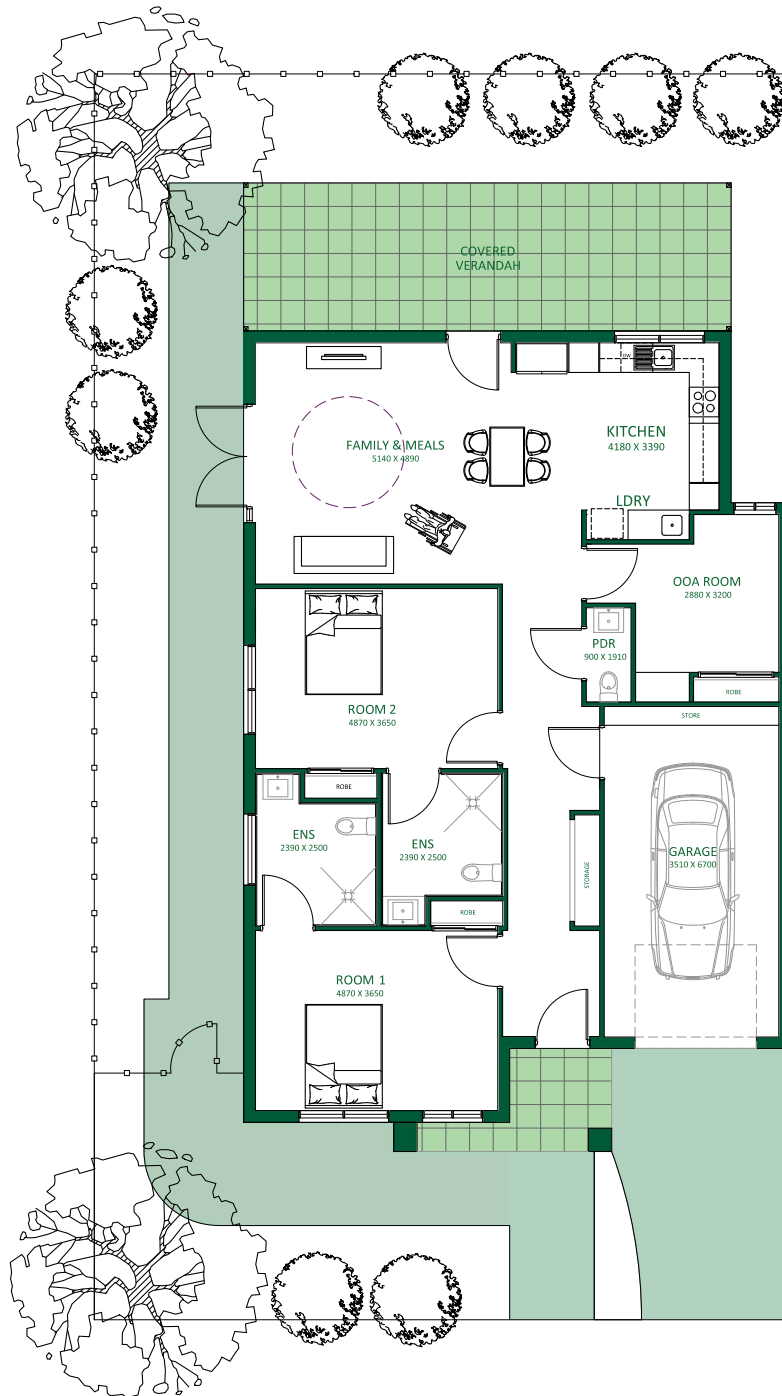 COVERED
VERANDAH
DW
FAMILY & MEALS
5140 X 4890
KITCHEN
4180 X 3390
LDRY
OOA ROOM
2880 X 3200
PDR
900 X 1910
ROBE
STORE
ROOM 2
4870 X 3650
ROBE
ENS
2390 X 2500
ENS
2390 X 2500
GARAGE
3510 X 6700
STORAGE
ROBE
ROOM 1
4870 X 3650